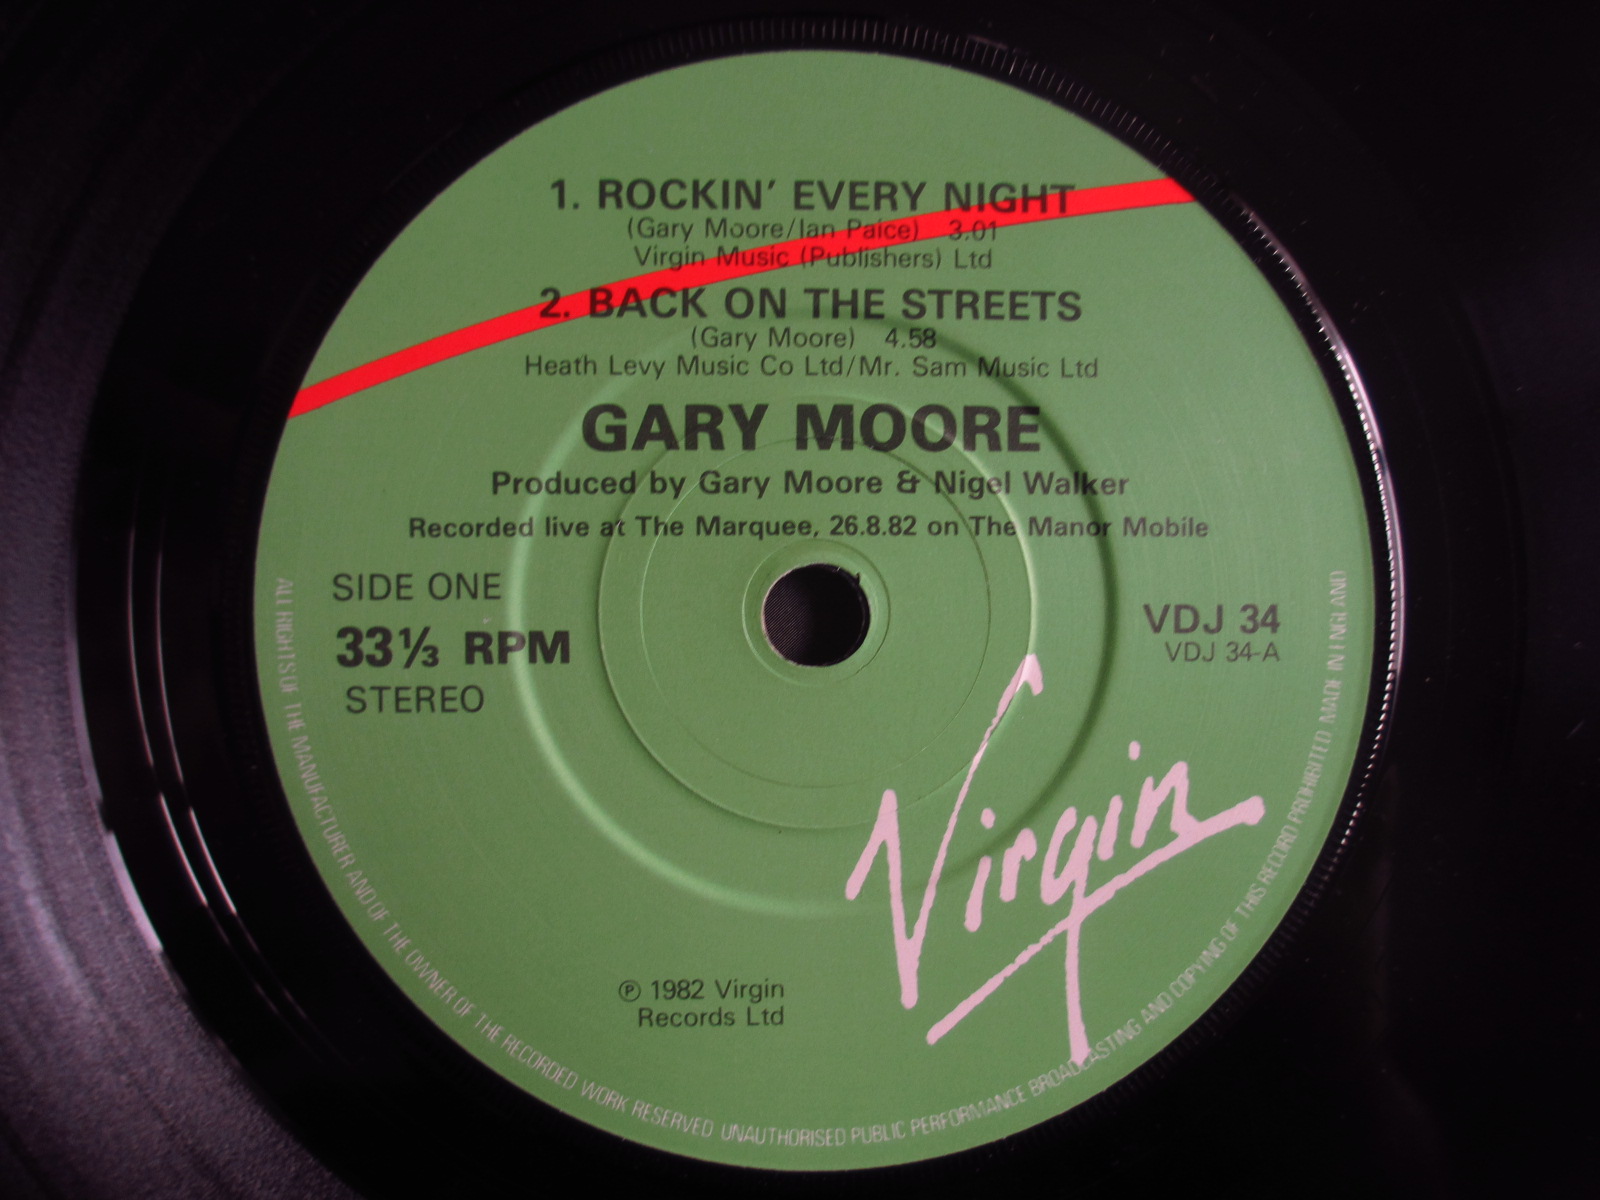 1. ROCKIN' EVERY NIGHT
(Gary Moore/Ian Paice) 3.01
Virgin Music (Publishers) Ltd
2. BACK ON THE STREETS
(Gary Moore) 4.58
Heath Levy Music Co Ltd/Mr. Sam Music Ltd
GARY MOORE
Produced by Gary Moore & Nigel Walker
Recorded live at The Marquee, 26.8.82 on The Manor Mobile
SIDE ONE
33⅓ RPM
STEREO
VDJ 34
VDJ 34-A
Virgin
℗ 1982 Virgin
Records Ltd
ALL RIGHTS OF THE MANUFACTURER AND OF THE OWNER OF THE RECORDED WORK RESERVED UNAUTHORISED PUBLIC PERFORMANCE BROADCASTING AND COPYING OF THIS RECORD PROHIBITED MADE IN ENGLAND